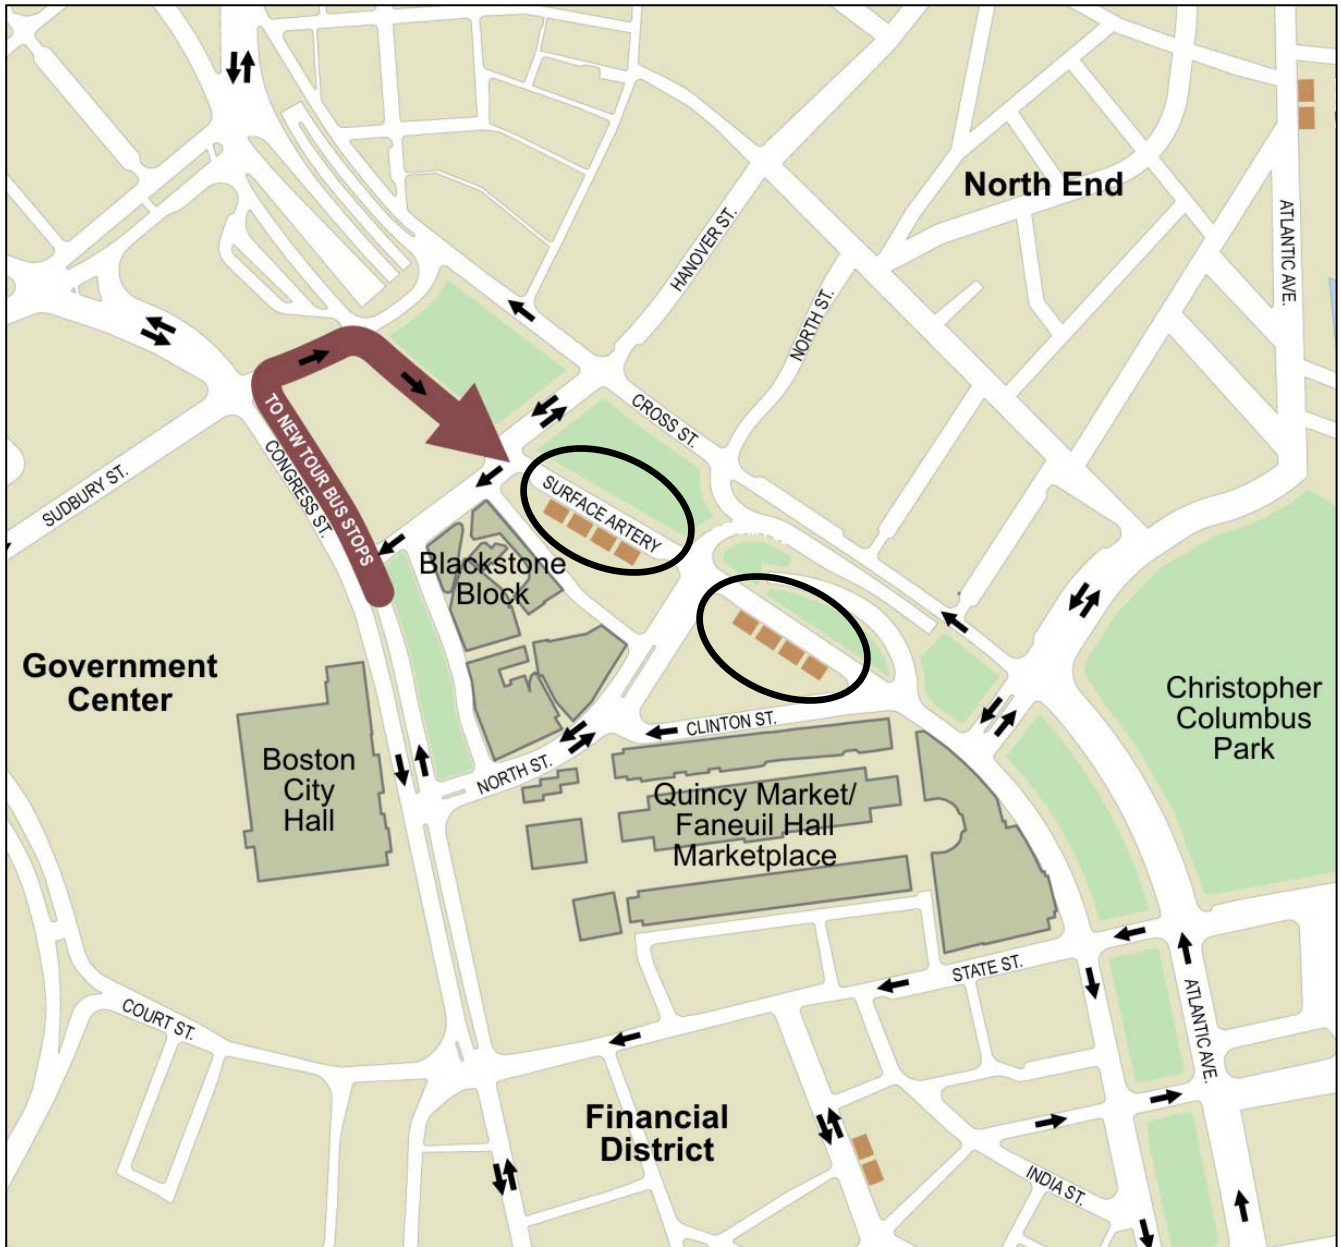 North End
ATLANTIC AVE.
HANOVER ST.
NORTH ST.
CROSS ST.
TO NEW TOUR BUS STOPS
CONGRESS ST.
SUDBURY ST.
SURFACE ARTERY
Blackstone
Block
Government
Center
Christopher
Columbus
Park
CLINTON ST.
NORTH ST.
Boston
City
Hall
Quincy Market/
Faneuil Hall
Marketplace
STATE ST.
ATLANTIC AVE.
COURT ST.
Financial
District
INDIA ST.